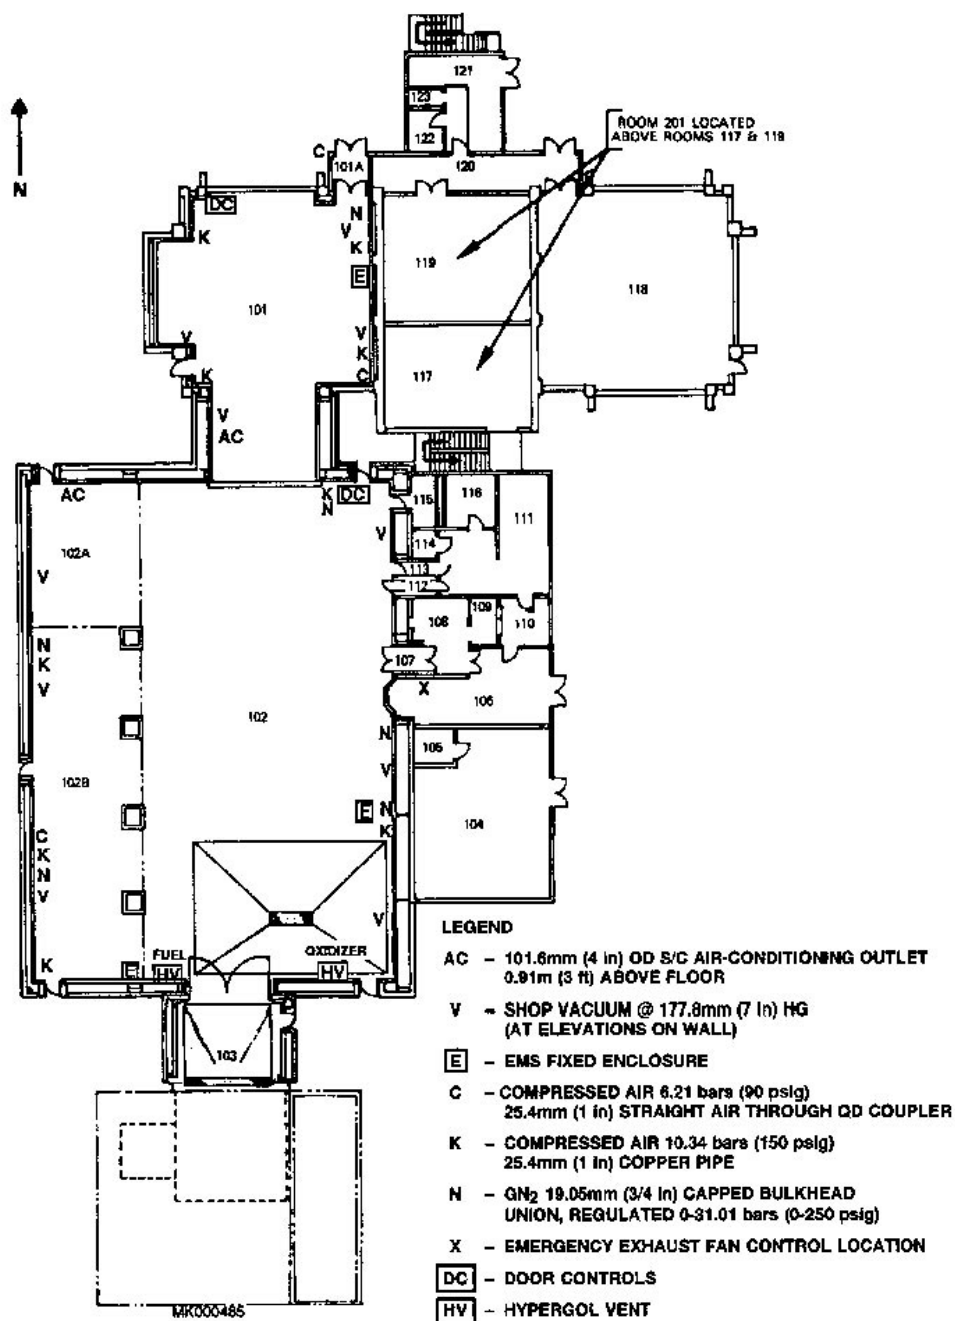 121
123
122
ROOM 201 LOCATED
ABOVE ROOMS 117 & 119
N
C
101A
120
DC
K
N
V
K
119
118
E
101
V
V
K
C
K
117
V
AC
AC
K
N
DC
115
116
111
V
114
102A
V
113
112
109
108
110
N
K
V
107
X
106
102
N
105
V
102B
E
N
K
104
C
K
N
V
V
FUEL
OXIDIZER
K
HV
HV
103
MK000485
LEGEND
AC – 101.6mm (4 in) OD S/C AIR-CONDITIONING OUTLET
0.91m (3 ft) ABOVE FLOOR
V – SHOP VACUUM @ 177.8mm (7 in) HG
(AT ELEVATIONS ON WALL)
E – EMS FIXED ENCLOSURE
C – COMPRESSED AIR 6.21 bars (90 psig)
25.4mm (1 in) STRAIGHT AIR THROUGH QD COUPLER
K – COMPRESSED AIR 10.34 bars (150 psig)
25.4mm (1 in) COPPER PIPE
N – GN₂ 19.05mm (3/4 in) CAPPED BULKHEAD
UNION, REGULATED 0-31.01 bars (0-250 psig)
X – EMERGENCY EXHAUST FAN CONTROL LOCATION
DC – DOOR CONTROLS
HV – HYPERGOL VENT